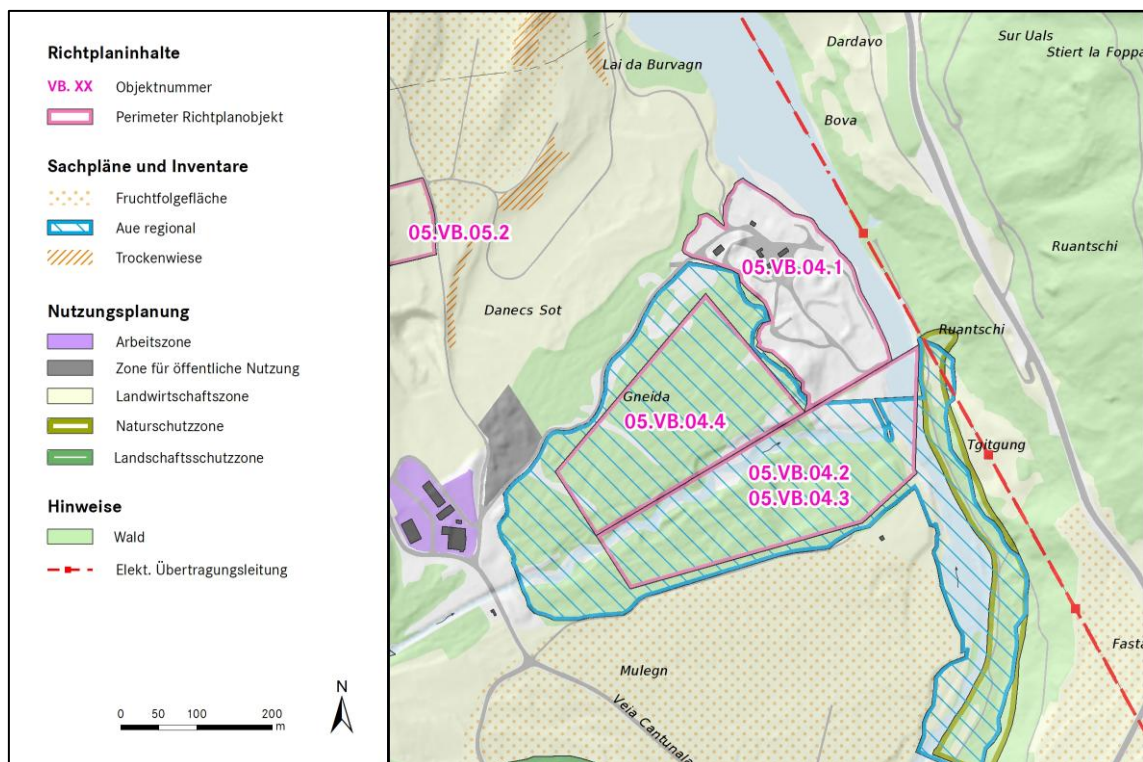 Richtplaninhalte
VB. XX Objektnummer
Perimeter Richtplanobjekt
Sachpläne und Inventare
Fruchtfolgefläche
Aue regional
Trockenwiese
Nutzungsplanung
Arbeitszone
Zone für öffentliche Nutzung
Landwirtschaftszone
Naturschutzzone
Landschaftsschutzzone
Hinweise
Wald
Elekt. Übertragungsleitung
0 50 100 200
m
N
Sur Uals
Dardavo
Stiert la Foppa
Lai da Burvagn
Bova
05.VB.05.2
Ruantschi
05.VB.04.1
Danecs Sot
Ruantschi
Gneida
05.VB.04.4
Tgitgung
05.VB.04.2
05.VB.04.3
Fasta
Mulegn
Veia Cantunala